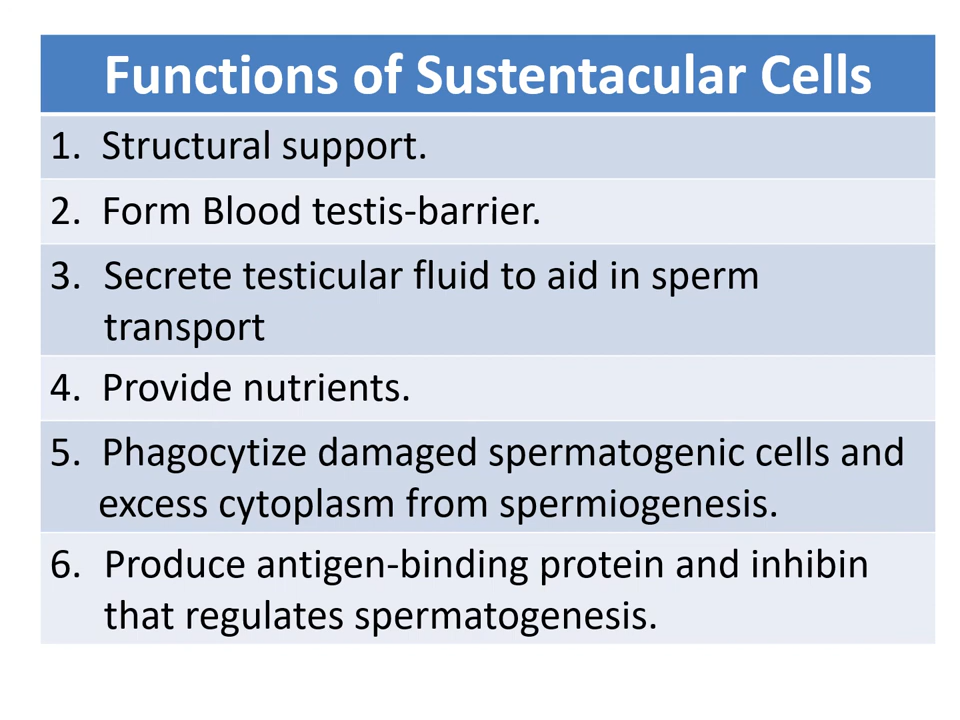 Functions of Sustentacular Cells
1. Structural support.
2. Form Blood testis-barrier.
3. Secrete testicular fluid to aid in sperm
transport
4. Provide nutrients.
5. Phagocytize damaged spermatogenic cells and
excess cytoplasm from spermiogenesis.
6. Produce antigen-binding protein and inhibin
that regulates spermatogenesis.